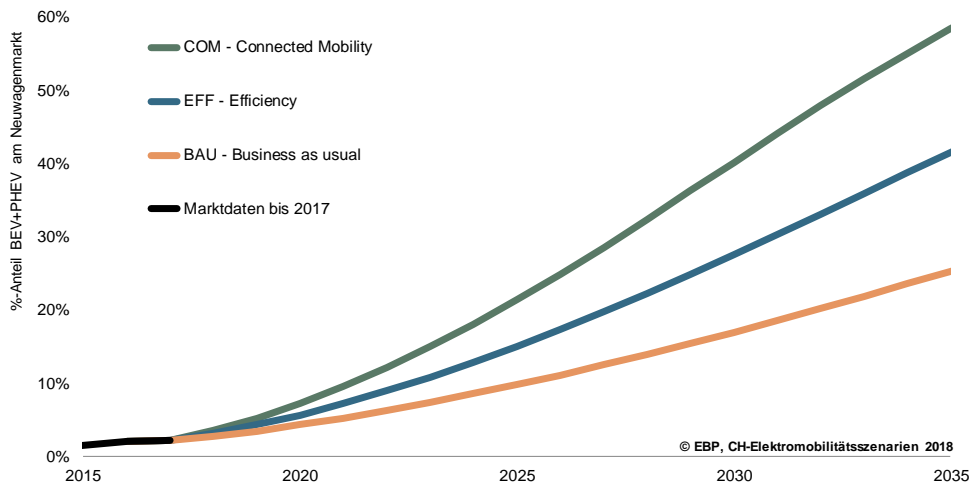 %-Anteil BEV+PHEV am Neuwagenmarkt
60%
50%
40%
30%
20%
10%
0%
COM - Connected Mobility
EFF - Efficiency
BAU - Business as usual
Marktdaten bis 2017
© EBP, CH-Elektromobilitätsszenarien 2018
2015 2020 2025 2030 2035